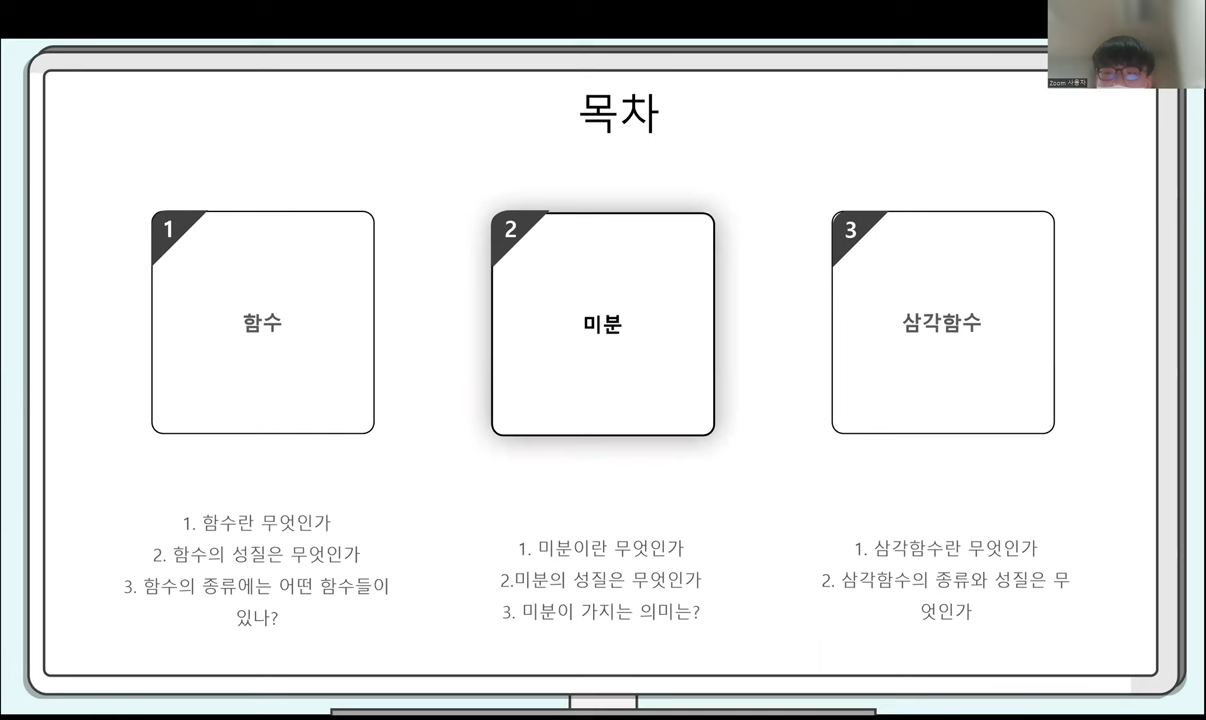 Zoom 사용자
목차
1
함수
1. 함수란 무엇인가
2. 함수의 성질은 무엇인가
3. 함수의 종류에는 어떤 함수들이
있나?
2
미분
1. 미분이란 무엇인가
2.미분의 성질은 무엇인가
3. 미분이 가지는 의미는?
3
삼각함수
1. 삼각함수란 무엇인가
2. 삼각함수의 종류와 성질은 무
엇인가